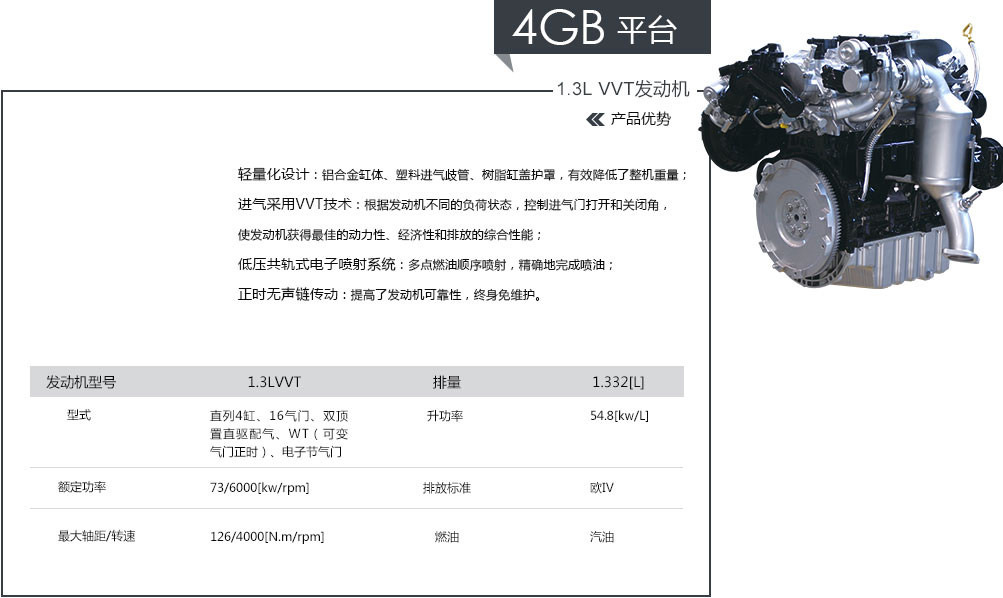 4GB 平台
1.3L VVT发动机
产品优势
轻量化设计：铝合金缸体、塑料进气歧管、树脂缸盖护罩，有效降低了整机重量；
进气采用VVT技术：根据发动机不同的负荷状态，控制进气门打开和关闭角，
使发动机获得最佳的动力性、经济性和排放的综合性能；
低压共轨式电子喷射系统：多点燃油顺序喷射，精确地完成喷油；
正时无声链传动：提高了发动机可靠性，终身免维护。
发动机型号 1.3LVVT 排量 1.332[L]
型式 直列4缸、16气门、双顶 升功率 54.8[kw/L]
置直驱配气、WT（可变
气门正时）、电子节气门
额定功率 73/6000[kw/rpm] 排放标准 欧IV
最大轴距/转速 126/4000[N.m/rpm] 燃油 汽油